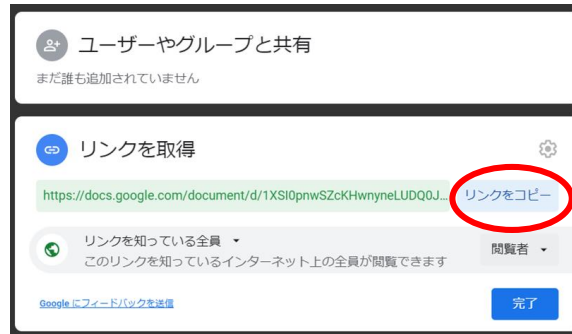 ユーザーやグループと共有
まだ誰も追加されていません
リンクを取得
https://docs.google.com/document/d/1XSI0pnwSZcKHwnyneLUDQ0J... リンクをコピー
リンクを知っている全員
このリンクを知っているインターネット上の全員が閲覧できます
閲覧者
Google にフィードバックを送信
完了